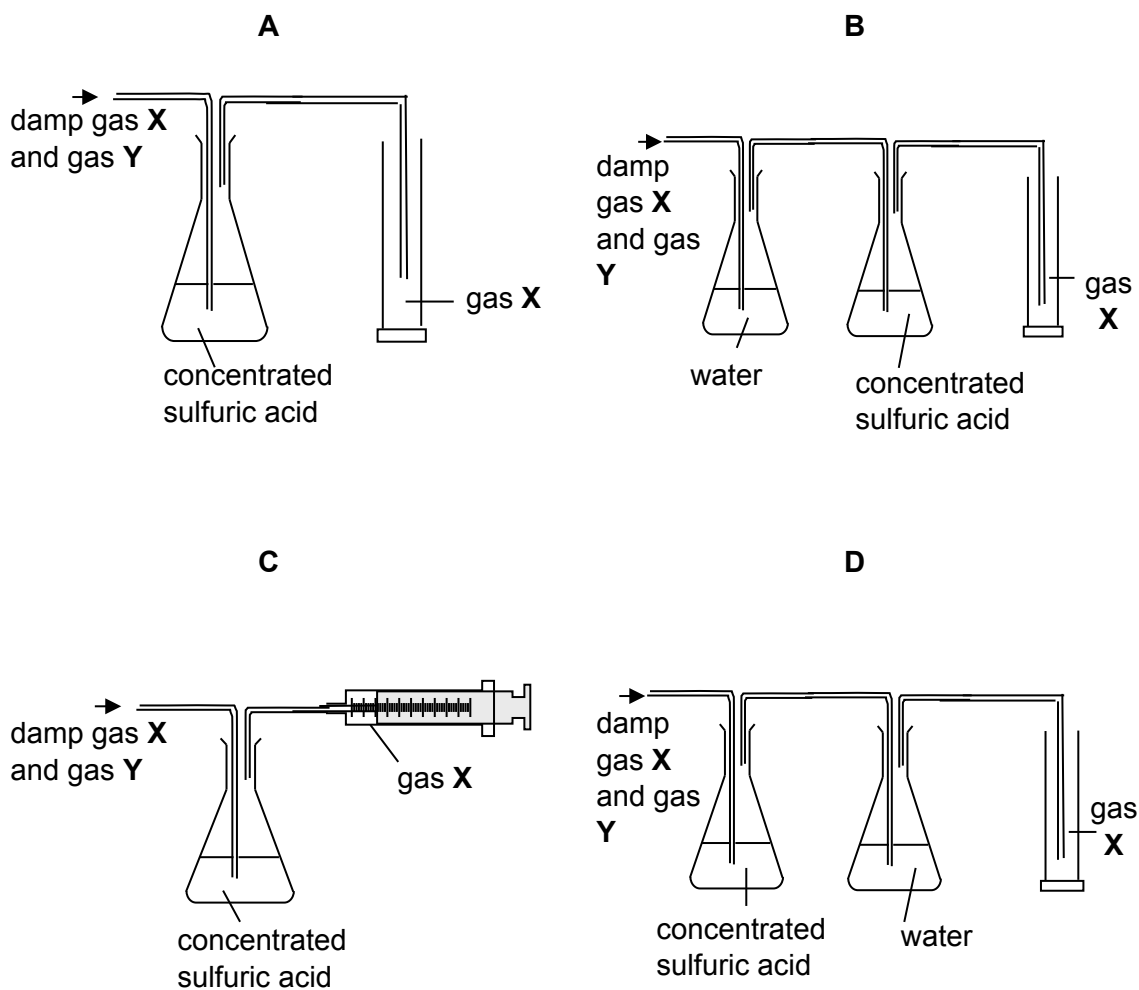 A
damp gas X
and gas Y
gas X
concentrated
sulfuric acid
B
damp
gas X
and gas
Y
gas
X
water
concentrated
sulfuric acid
C
damp gas X
and gas Y
gas X
concentrated
sulfuric acid
D
damp
gas X
and gas
Y
gas
X
concentrated
sulfuric acid
water